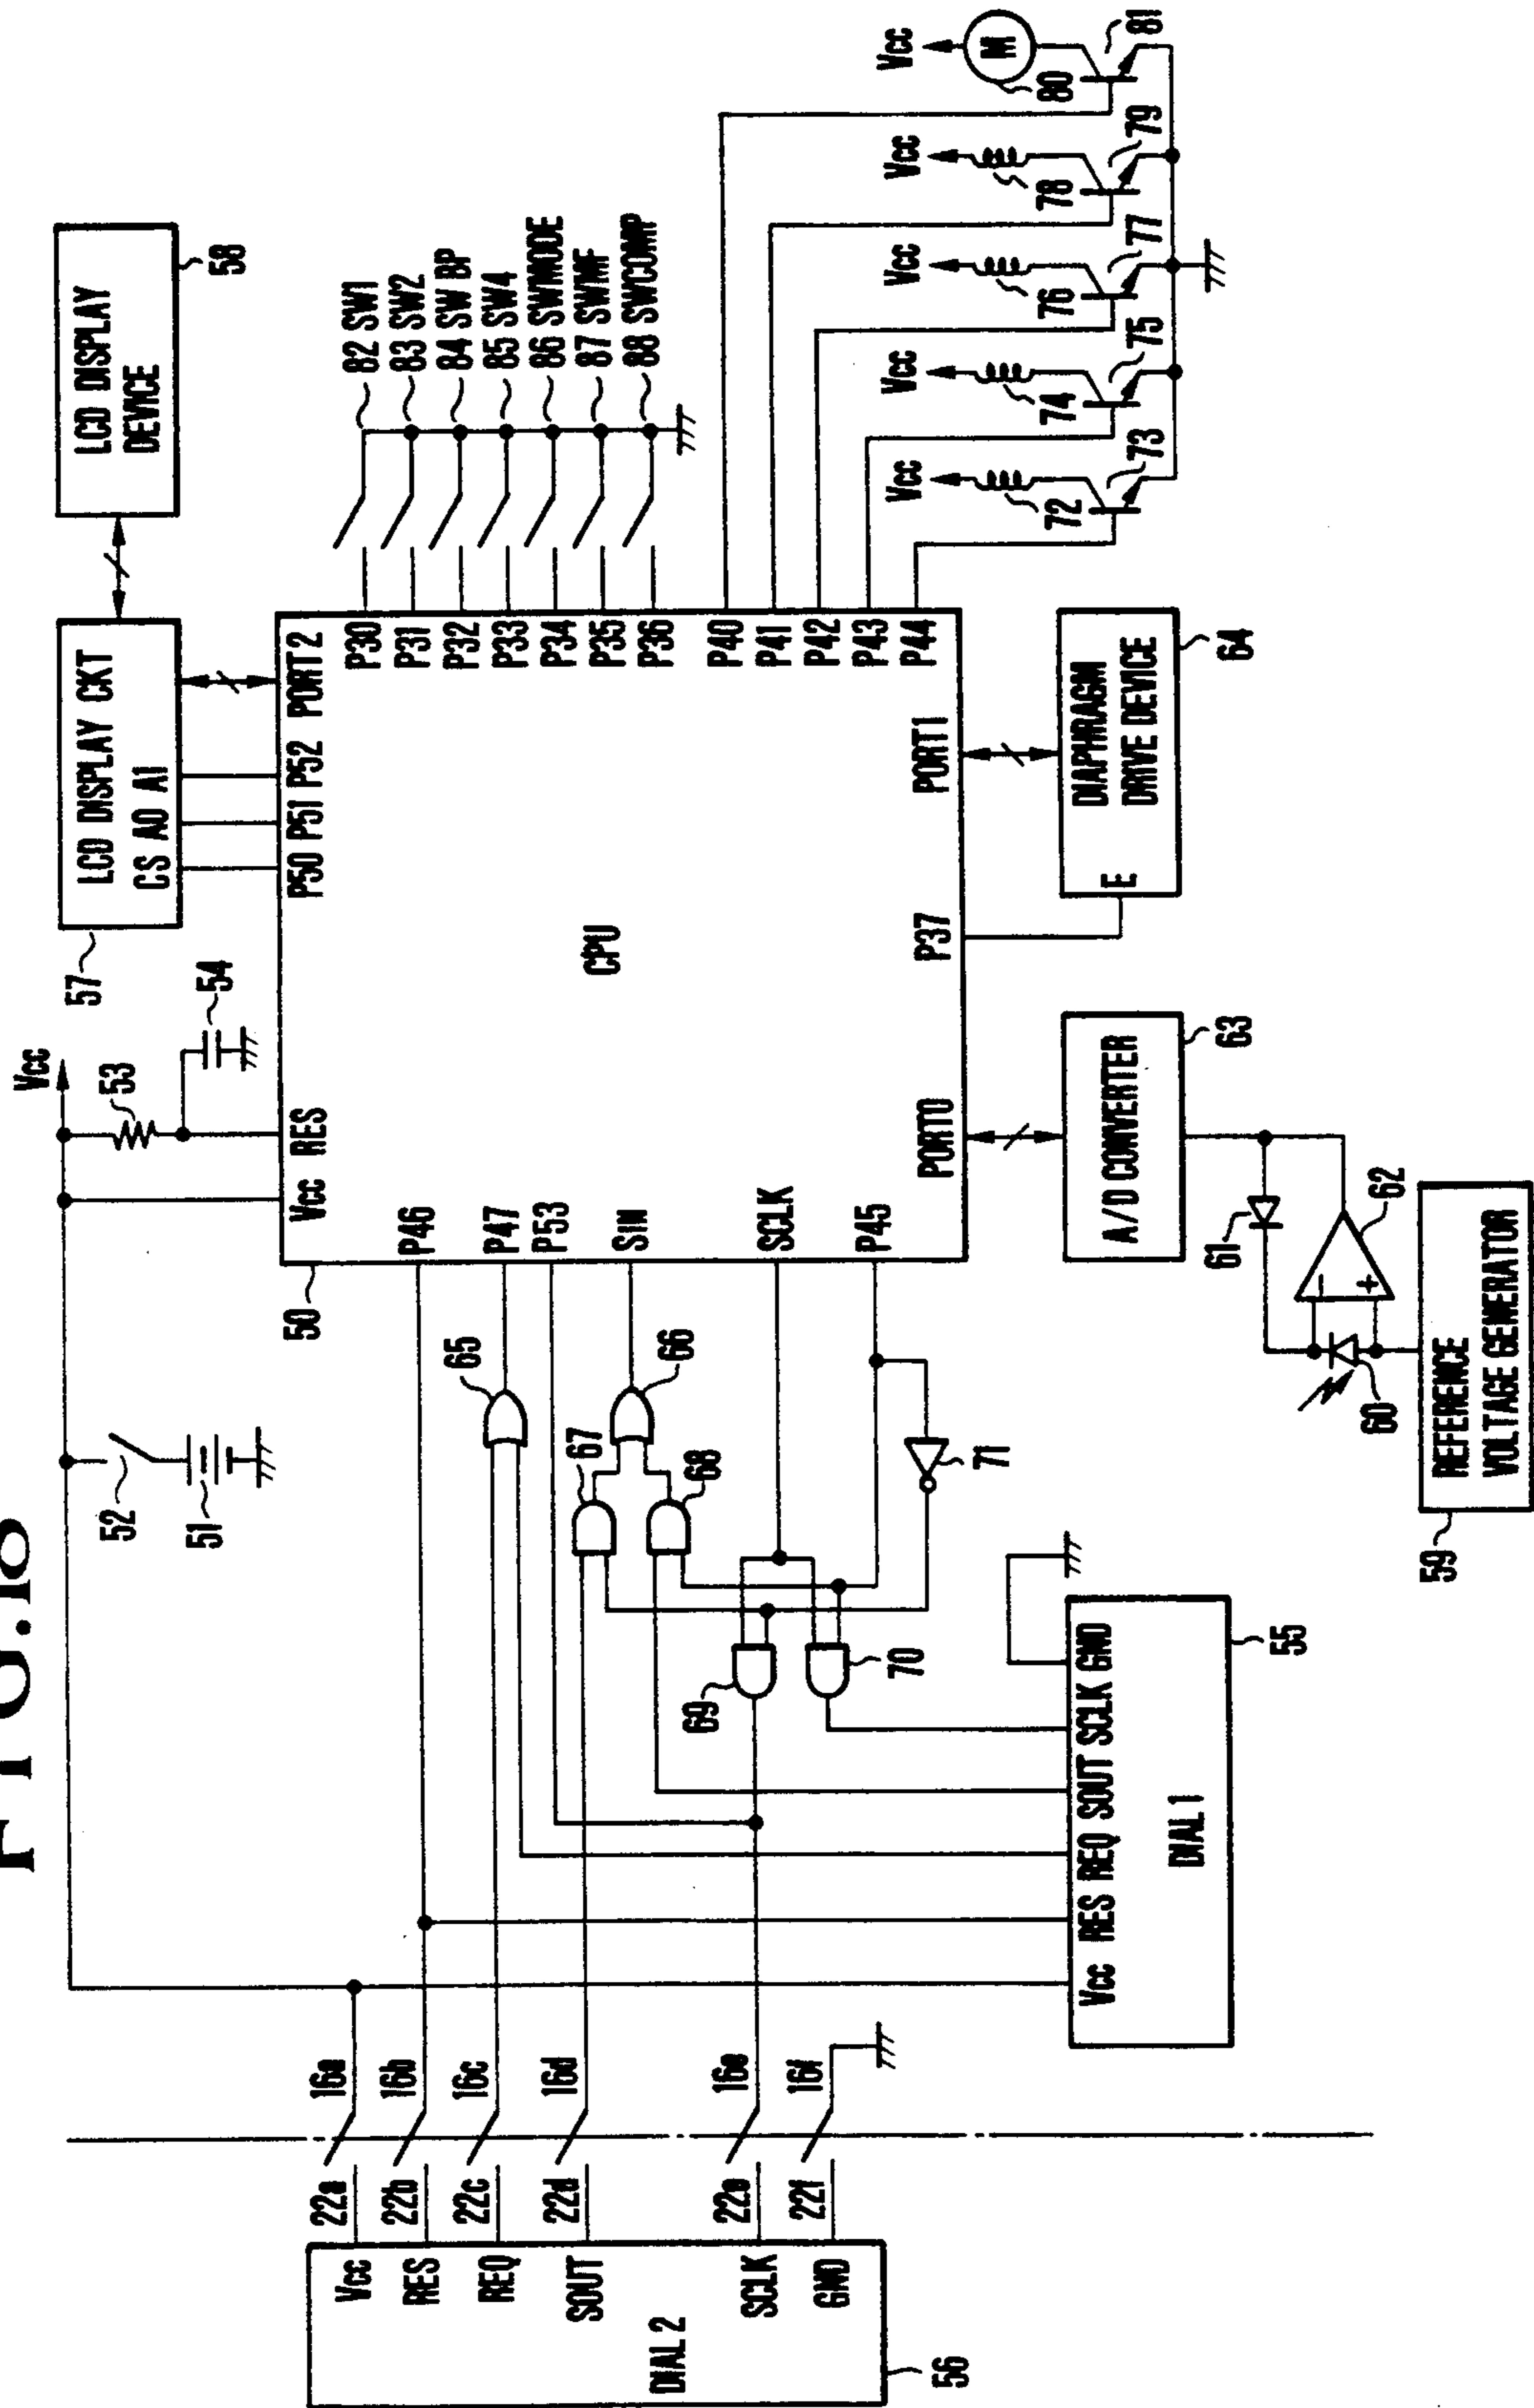 FIG.18
LCD DISPLAY
DEVICE
58
LCD DISPLAY CKT
CS A0 A1
57
Vcc
53
54
52
51
50
Vcc RES
P50 P51 P52 PORT2
P46
P47
P53
SIN
SCLK
P45
CPU
P30
P31
P32
P33
P34
P35
P36
P40
P41
P42
P43
P44
PORT0
P37
PORT1
82 SW1
83 SW2
84 SW BP
85 SW4
86 SWMODE
87 SWMF
88 SWCOMP
Vcc
72
73
Vcc
74
75
Vcc
76
77
Vcc
78
79
Vcc
M
80
81
65
66
67
68
69
70
71
A/D CONVERTER
63
DIAPHRAGM
DRIVE DEVICE
E
64
61
62
−
+
60
REFERENCE
VOLTAGE GENERATOR
59
Vcc RES REQ SOUT SCLK GND
DIAL 1
55
16a
16b
16c
16d
16e
16f
22a
22b
22c
22d
22e
22f
Vcc
RES
REQ
SOUT
SCLK
GND
DIAL 2
56